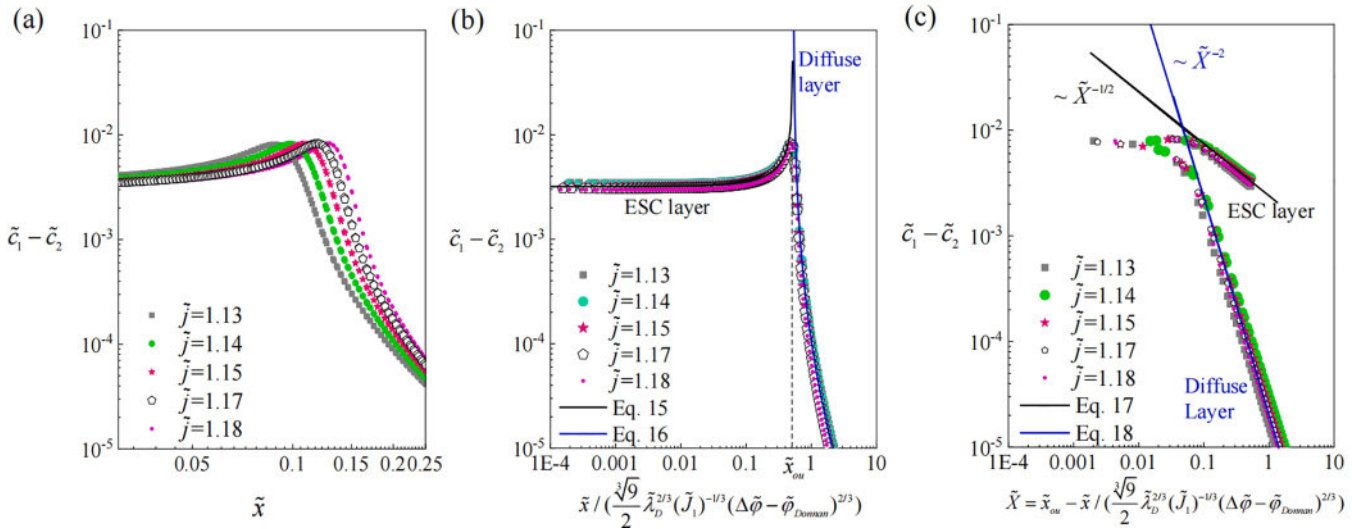 (a)
10⁻¹
10⁻²
10⁻³
10⁻⁴
10⁻⁵
c̃₁ − c̃₂
j̃=1.13
j̃=1.14
j̃=1.15
j̃=1.17
j̃=1.18
0.05 0.1 0.15 0.20 0.25
x̃
(b)
10⁻¹
10⁻²
10⁻³
10⁻⁴
10⁻⁵
c̃₁ − c̃₂
Diffuse
layer
ESC layer
j̃=1.13
j̃=1.14
j̃=1.15
j̃=1.17
j̃=1.18
Eq. 15
Eq. 16
1E-4 0.001 0.01 0.1 1 10
x̃ₒᵤ
x̃ / (∛9/2 λ̃_D^{2/3} (J̃₁)^{-1/3} (Δφ̃ − φ̃_{Donnan})^{2/3})
(c)
10⁻¹
10⁻²
10⁻³
10⁻⁴
10⁻⁵
c̃₁ − c̃₂
~ X̃⁻²
~ X̃^{-1/2}
ESC layer
j̃=1.13
j̃=1.14
j̃=1.15
j̃=1.17
j̃=1.18
Eq. 17
Eq. 18
Diffuse
Layer
1E-4 0.001 0.01 0.1 1 10
X̃ = x̃ₒᵤ − x̃ / (∛9/2 λ̃_D^{2/3} (J̃₁)^{-1/3} (Δφ̃ − φ̃_{Donnan})^{2/3})